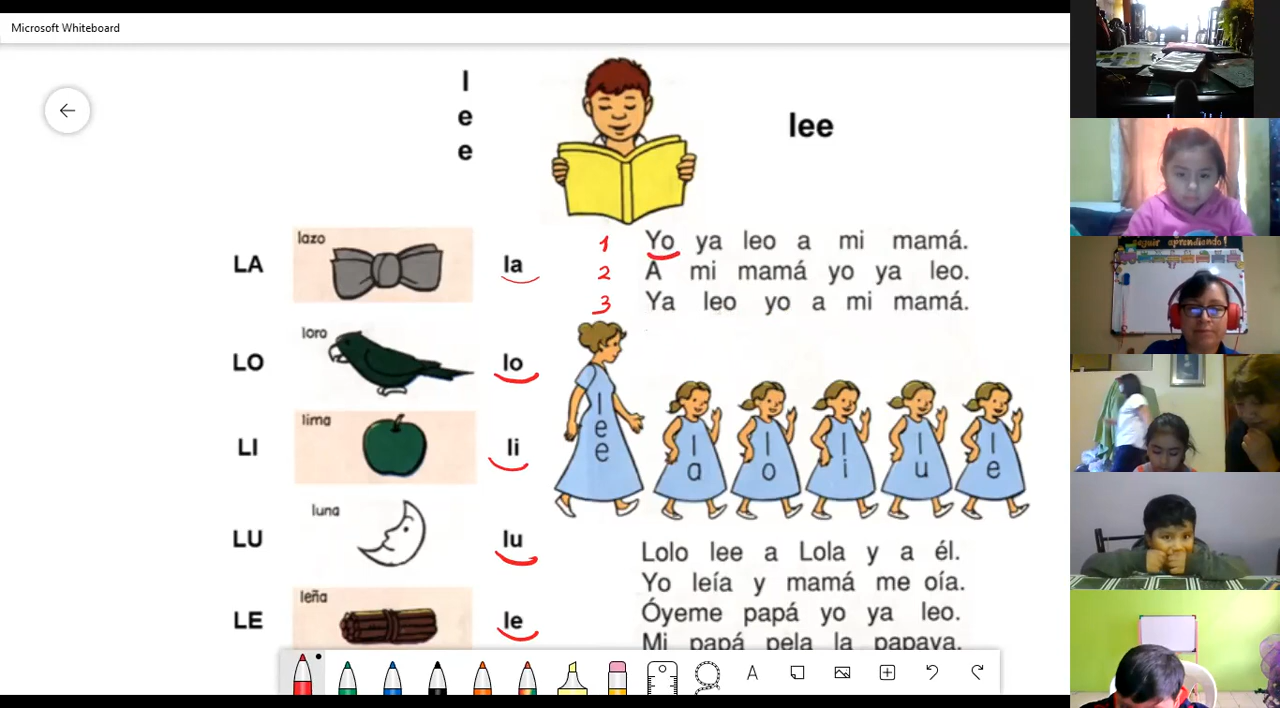 Microsoft Whiteboard
l
e
e
lee
LA
lazo
la
LO
loro
lo
LI
lima
li
LU
luna
lu
LE
leña
le
1 Yo ya leo a mi mamá.
2 A mi mamá yo ya leo.
3 Ya leo yo a mi mamá.
l
e
e
l
a
l
o
l
i
l
u
l
e
Lolo lee a Lola y a él.
Yo leía y mamá me oía.
Óyeme papá yo ya leo.
Mi papá pela la papaya.
A
seguir aprendiendo!